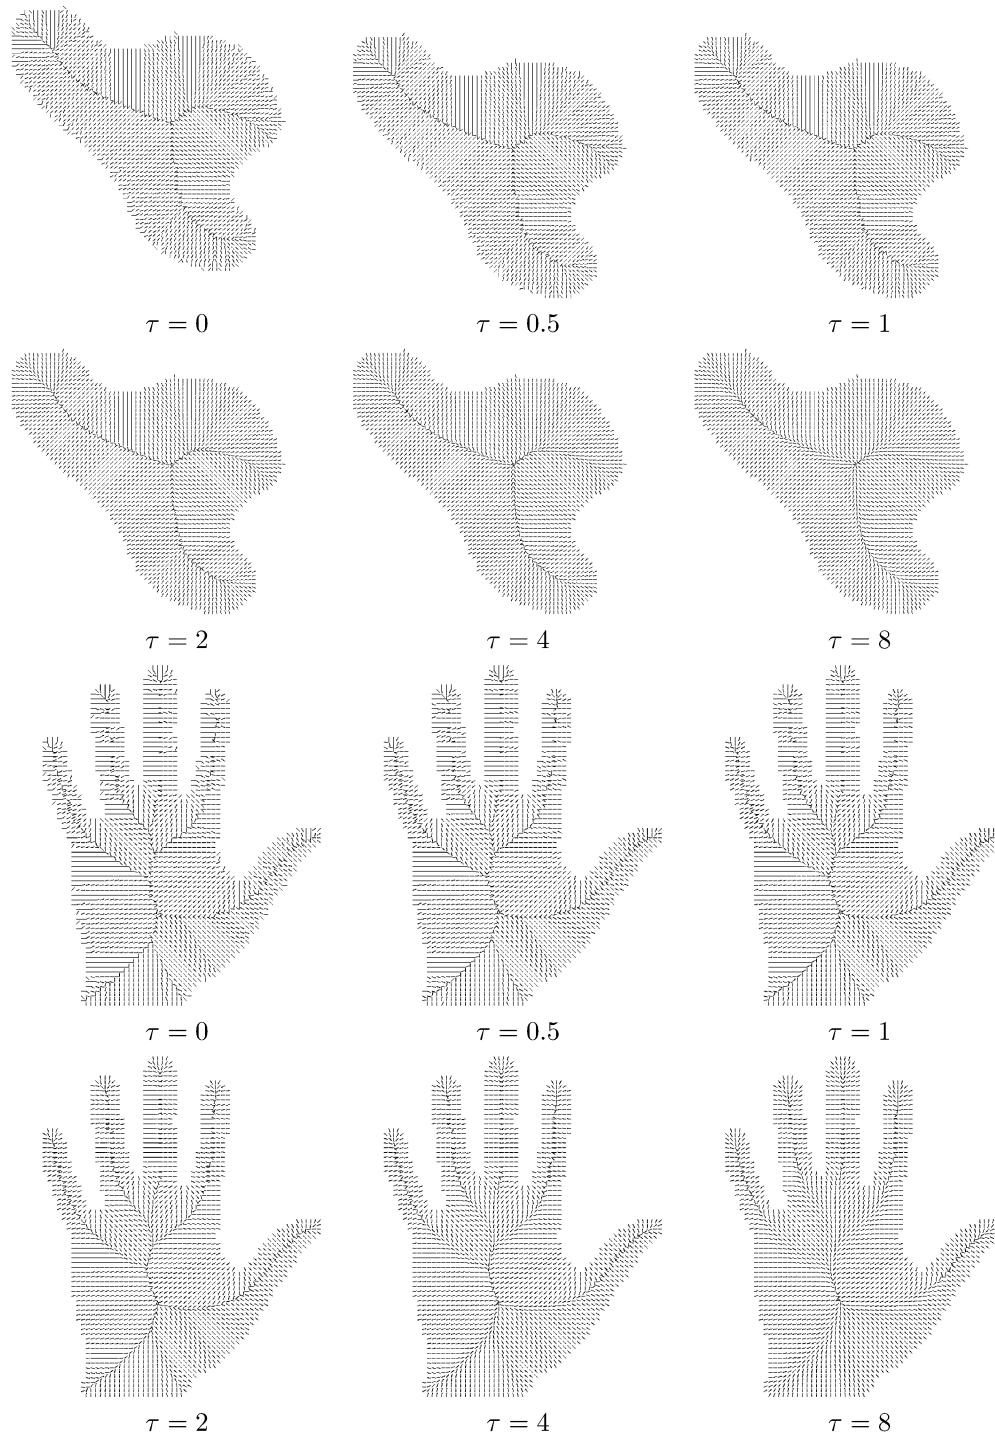 τ = 0 τ = 0.5 τ = 1
τ = 2 τ = 4 τ = 8
τ = 0 τ = 0.5 τ = 1
τ = 2 τ = 4 τ = 8